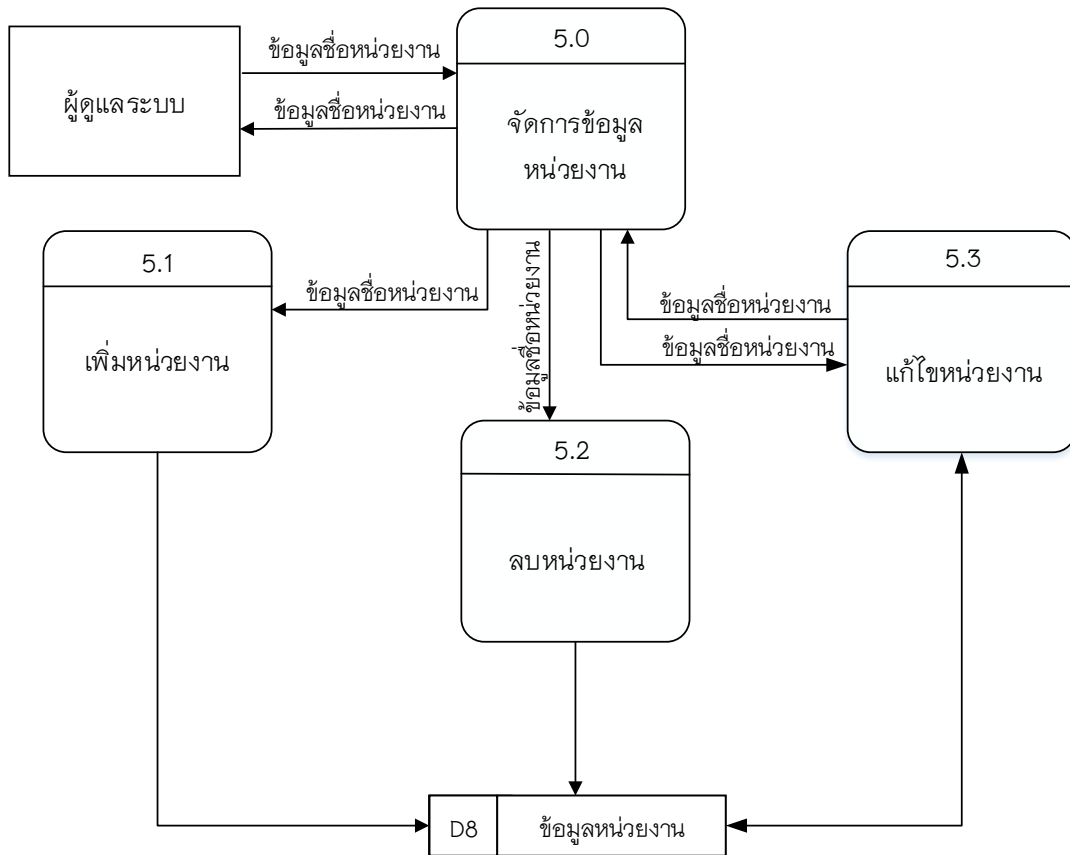 ข้อมูลชื่อหน่วยงาน
ผู้ดูแลระบบ
ข้อมูลชื่อหน่วยงาน
5.0
จัดการข้อมูล
หน่วยงาน
5.1
เพิ่มหน่วยงาน
ข้อมูลชื่อหน่วยงาน
ข้อมูลชื่อหน่วยงาน
ข้อมูลชื่อหน่วยงาน
ข้อมูลชื่อหน่วยงาน
5.3
แก้ไขหน่วยงาน
5.2
ลบหน่วยงาน
D8 ข้อมูลหน่วยงาน